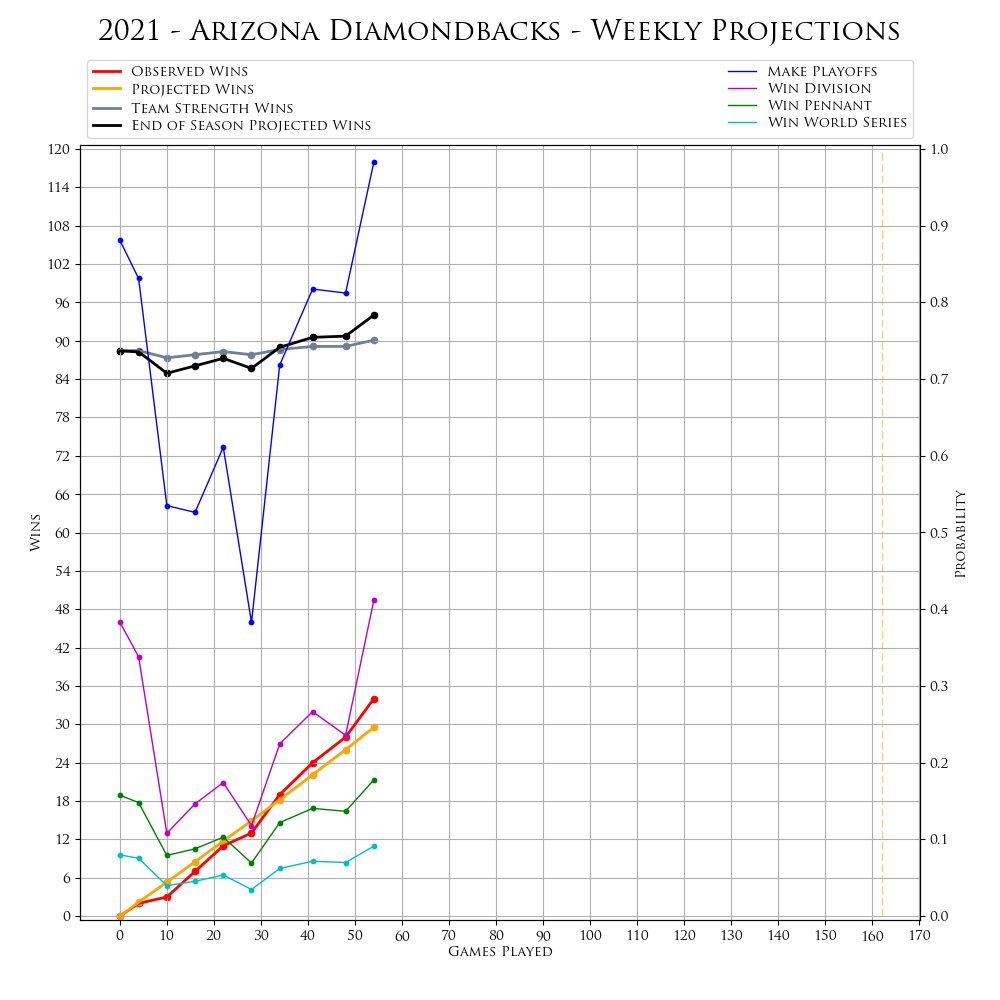 2021 - Arizona Diamondbacks - Weekly Projections
Observed Wins
Projected Wins
Team Strength Wins
End of Season Projected Wins
Make Playoffs
Win Division
Win Pennant
Win World Series
120
114
108
102
96
90
84
78
72
66
60
54
48
42
36
30
24
18
12
6
0
Wins
1.0
0.9
0.8
0.7
0.6
0.5
0.4
0.3
0.2
0.1
0.0
Probability
0 10 20 30 40 50 60 70 80 90 100 110 120 130 140 150 160 170
Games Played